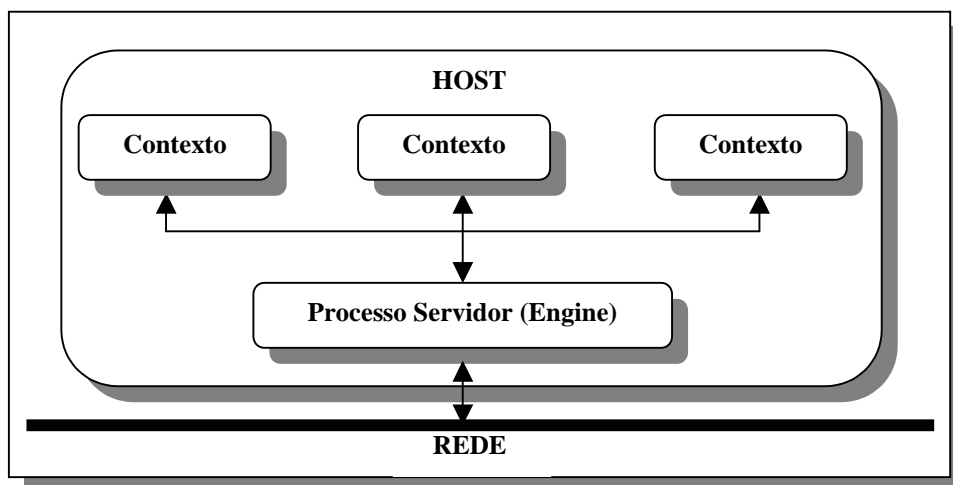 HOST
Contexto
Contexto
Contexto
Processo Servidor (Engine)
REDE